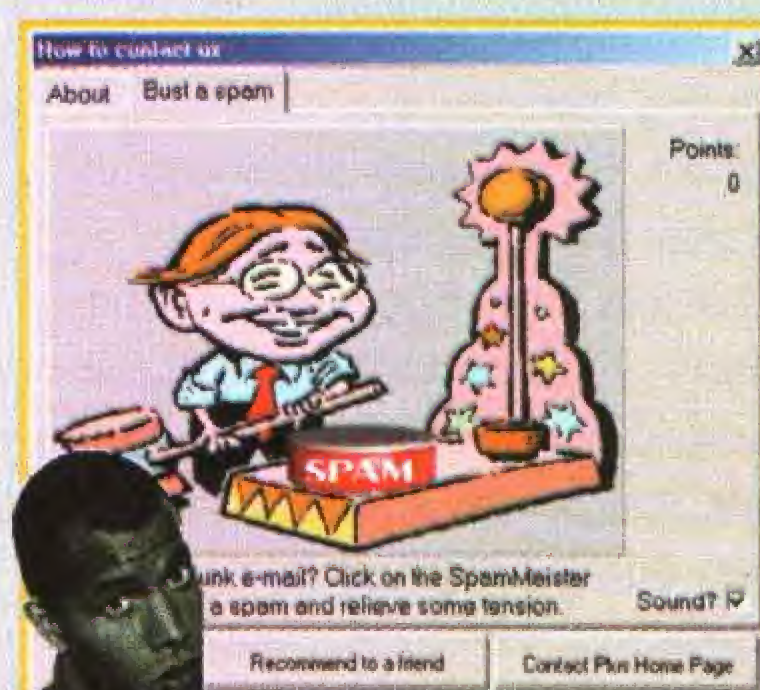 How to contact us
About Bust a spam
Points:
0
SPAM
unk e-mail? Click on the SpamMeister
a spam and relieve some tension.
Sound?
Recommend to a friend
Contact Plus Home Page